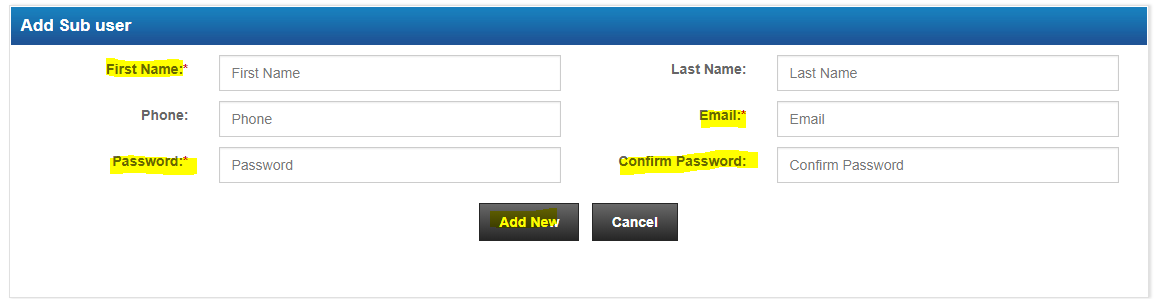 Add Sub user
First Name:* First Name Last Name: Last Name
Phone: Phone Email:* Email
Password:* Password Confirm Password: Confirm Password
Add New Cancel